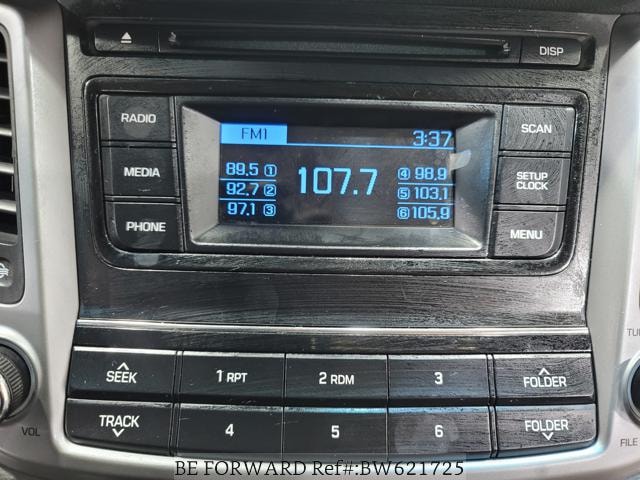 DISP
RADIO
MEDIA
PHONE
FM1 3:37
89.5 1
92.7 2
97.1 3
107.7
4 98.9
5 103.1
6 105.9
SCAN
SETUP
CLOCK
MENU
SEEK 1 RPT 2 RDM 3 FOLDER
TRACK 4 5 6 FOLDER
VOL
FILE
BE FORWARD Ref#:BW621725